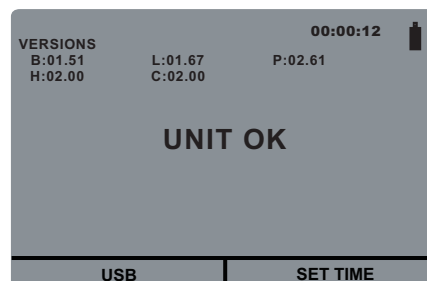 00:00:12
VERSIONS
B:01.51 L:01.67 P:02.61
H:02.00 C:02.00
UNIT OK
USB SET TIME